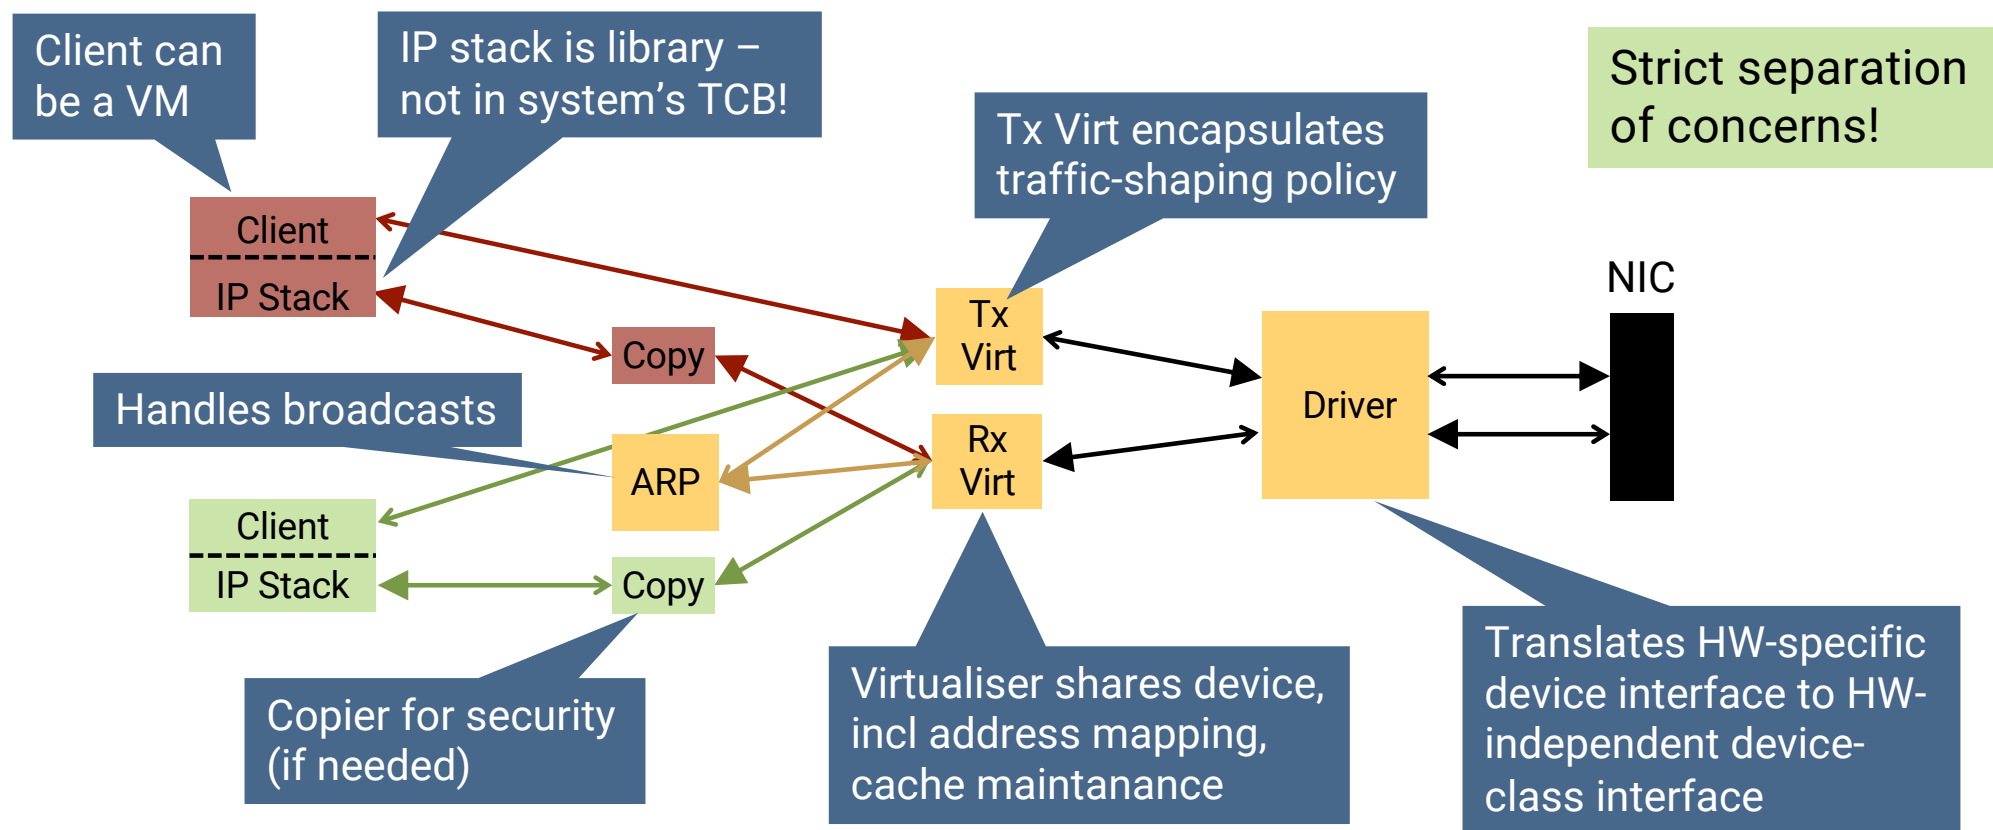 Client can
be a VM
IP stack is library –
not in system’s TCB!
Tx Virt encapsulates
traffic-shaping policy
Strict separation
of concerns!
Client
IP Stack
NIC
Tx
Virt
Copy
Driver
Handles broadcasts
Rx
Virt
ARP
Client
IP Stack
Copy
Copier for security
(if needed)
Virtualiser shares device,
incl address mapping,
cache maintanance
Translates HW-specific
device interface to HW-
independent device-
class interface